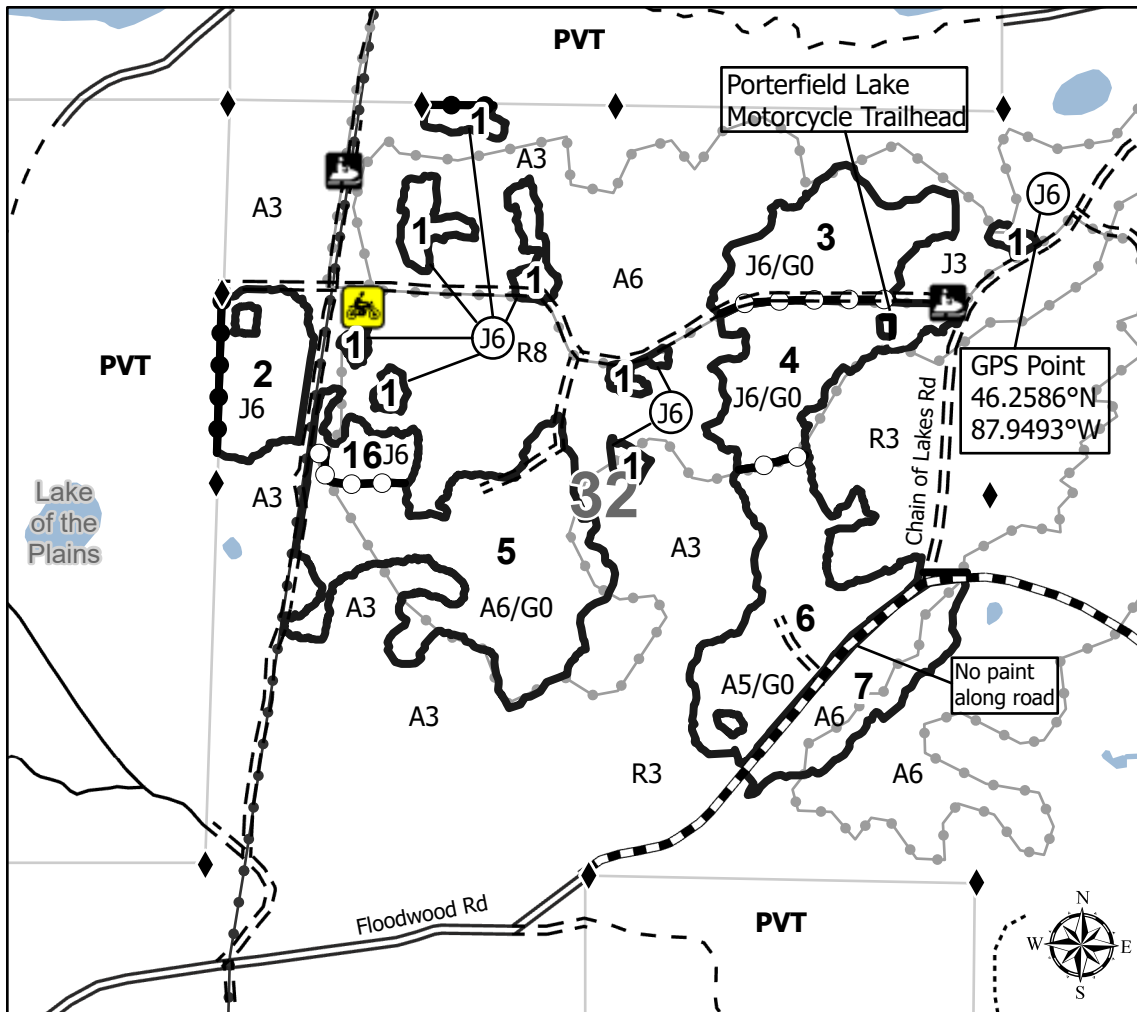 PVT
Porterfield Lake
Motorcycle Trailhead
1
A3
J6
A3
1
3
1
J6/G0
A6
J3
1
1
J6
R8
1
PVT
2
J6
1
1
4
J6/G0
GPS Point
46.2586°N
87.9493°W
1
J6
R3
Chain of Lakes Rd
16
J6
1
32
A3
Lake
of the
Plains
5
A3
A6/G0
A3
6
No paint
along road
A5/G0
7
A6
A3
R3
A6
Floodwood Rd
PVT
N
W
E
S